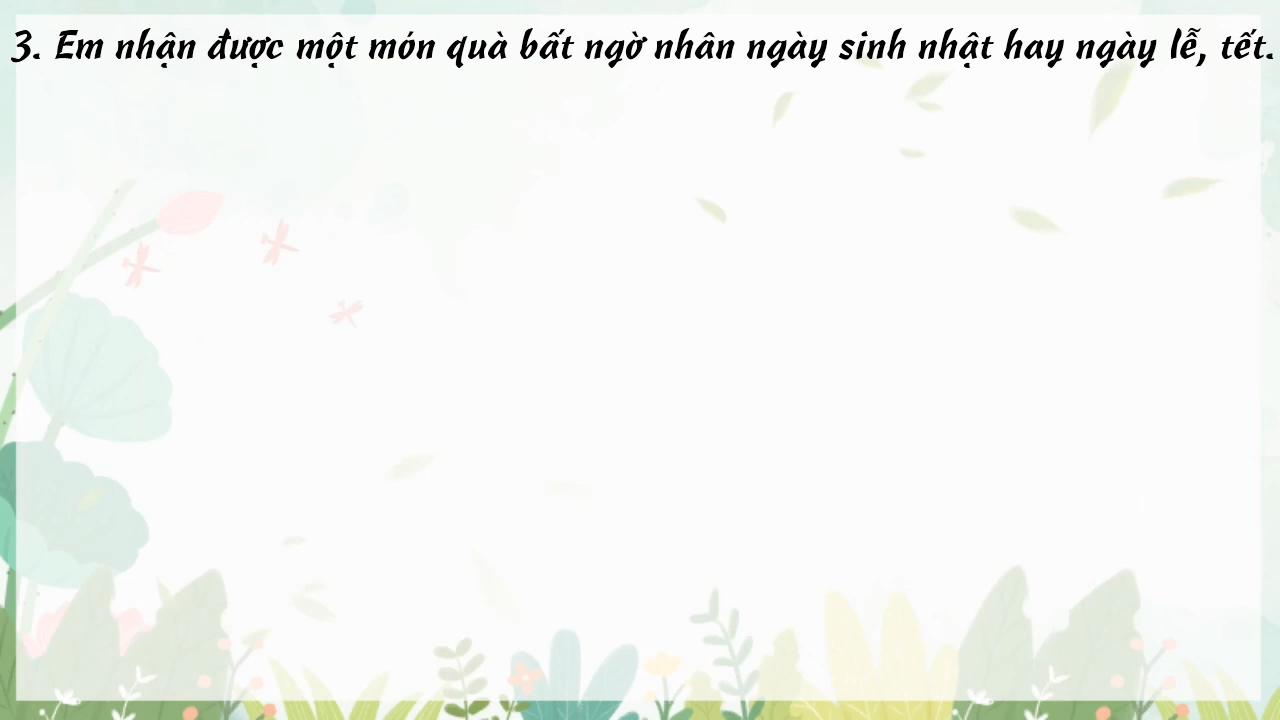 3. Em nhận được một món quà bất ngờ nhân ngày sinh nhật hay ngày lễ, tết.